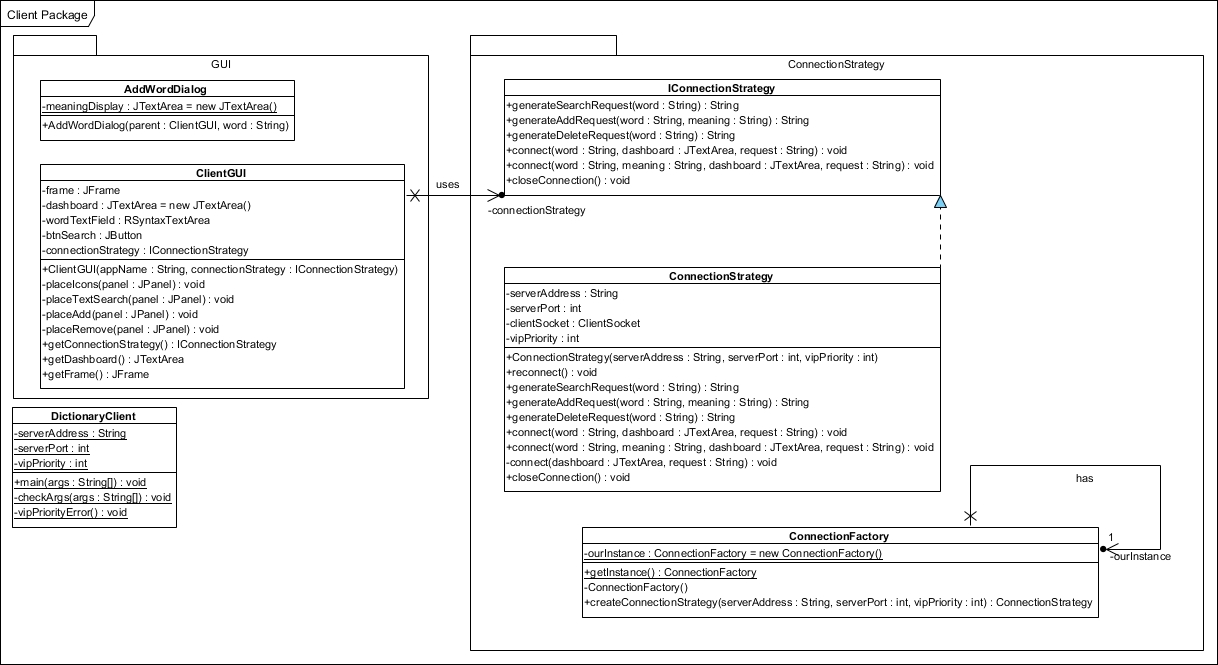 Client Package
GUI
AddWordDialog
-meaningDisplay : JTextArea = new JTextArea()
+AddWordDialog(parent : ClientGUI, word : String)
ClientGUI
-frame : JFrame
-dashboard : JTextArea = new JTextArea()
-wordTextField : RSyntaxTextArea
-btnSearch : JButton
-connectionStrategy : IConnectionStrategy
+ClientGUI(appName : String, connectionStrategy : IConnectionStrategy)
-placeIcons(panel : JPanel) : void
-placeTextSearch(panel : JPanel) : void
-placeAdd(panel : JPanel) : void
-placeRemove(panel : JPanel) : void
+getConnectionStrategy() : IConnectionStrategy
+getDashboard() : JTextArea
+getFrame() : JFrame
DictionaryClient
-serverAddress : String
-serverPort : int
-vipPriority : int
+main(args : String[]) : void
-checkArgs(args : String[]) : void
-vipPriorityError() : void
uses
-connectionStrategy
ConnectionStrategy
IConnectionStrategy
+generateSearchRequest(word : String) : String
+generateAddRequest(word : String, meaning : String) : String
+generateDeleteRequest(word : String) : String
+connect(word : String, dashboard : JTextArea, request : String) : void
+connect(word : String, meaning : String, dashboard : JTextArea, request : String) : void
+closeConnection() : void
ConnectionStrategy
-serverAddress : String
-serverPort : int
-clientSocket : ClientSocket
-vipPriority : int
+ConnectionStrategy(serverAddress : String, serverPort : int, vipPriority : int)
+reconnect() : void
+generateSearchRequest(word : String) : String
+generateAddRequest(word : String, meaning : String) : String
+generateDeleteRequest(word : String) : String
+connect(word : String, dashboard : JTextArea, request : String) : void
+connect(word : String, meaning : String, dashboard : JTextArea, request : String) : void
-connect(dashboard : JTextArea, request : String) : void
+closeConnection() : void
has
1
-ourInstance
ConnectionFactory
-ourInstance : ConnectionFactory = new ConnectionFactory()
+getInstance() : ConnectionFactory
-ConnectionFactory()
+createConnectionStrategy(serverAddress : String, serverPort : int, vipPriority : int) : ConnectionStrategy